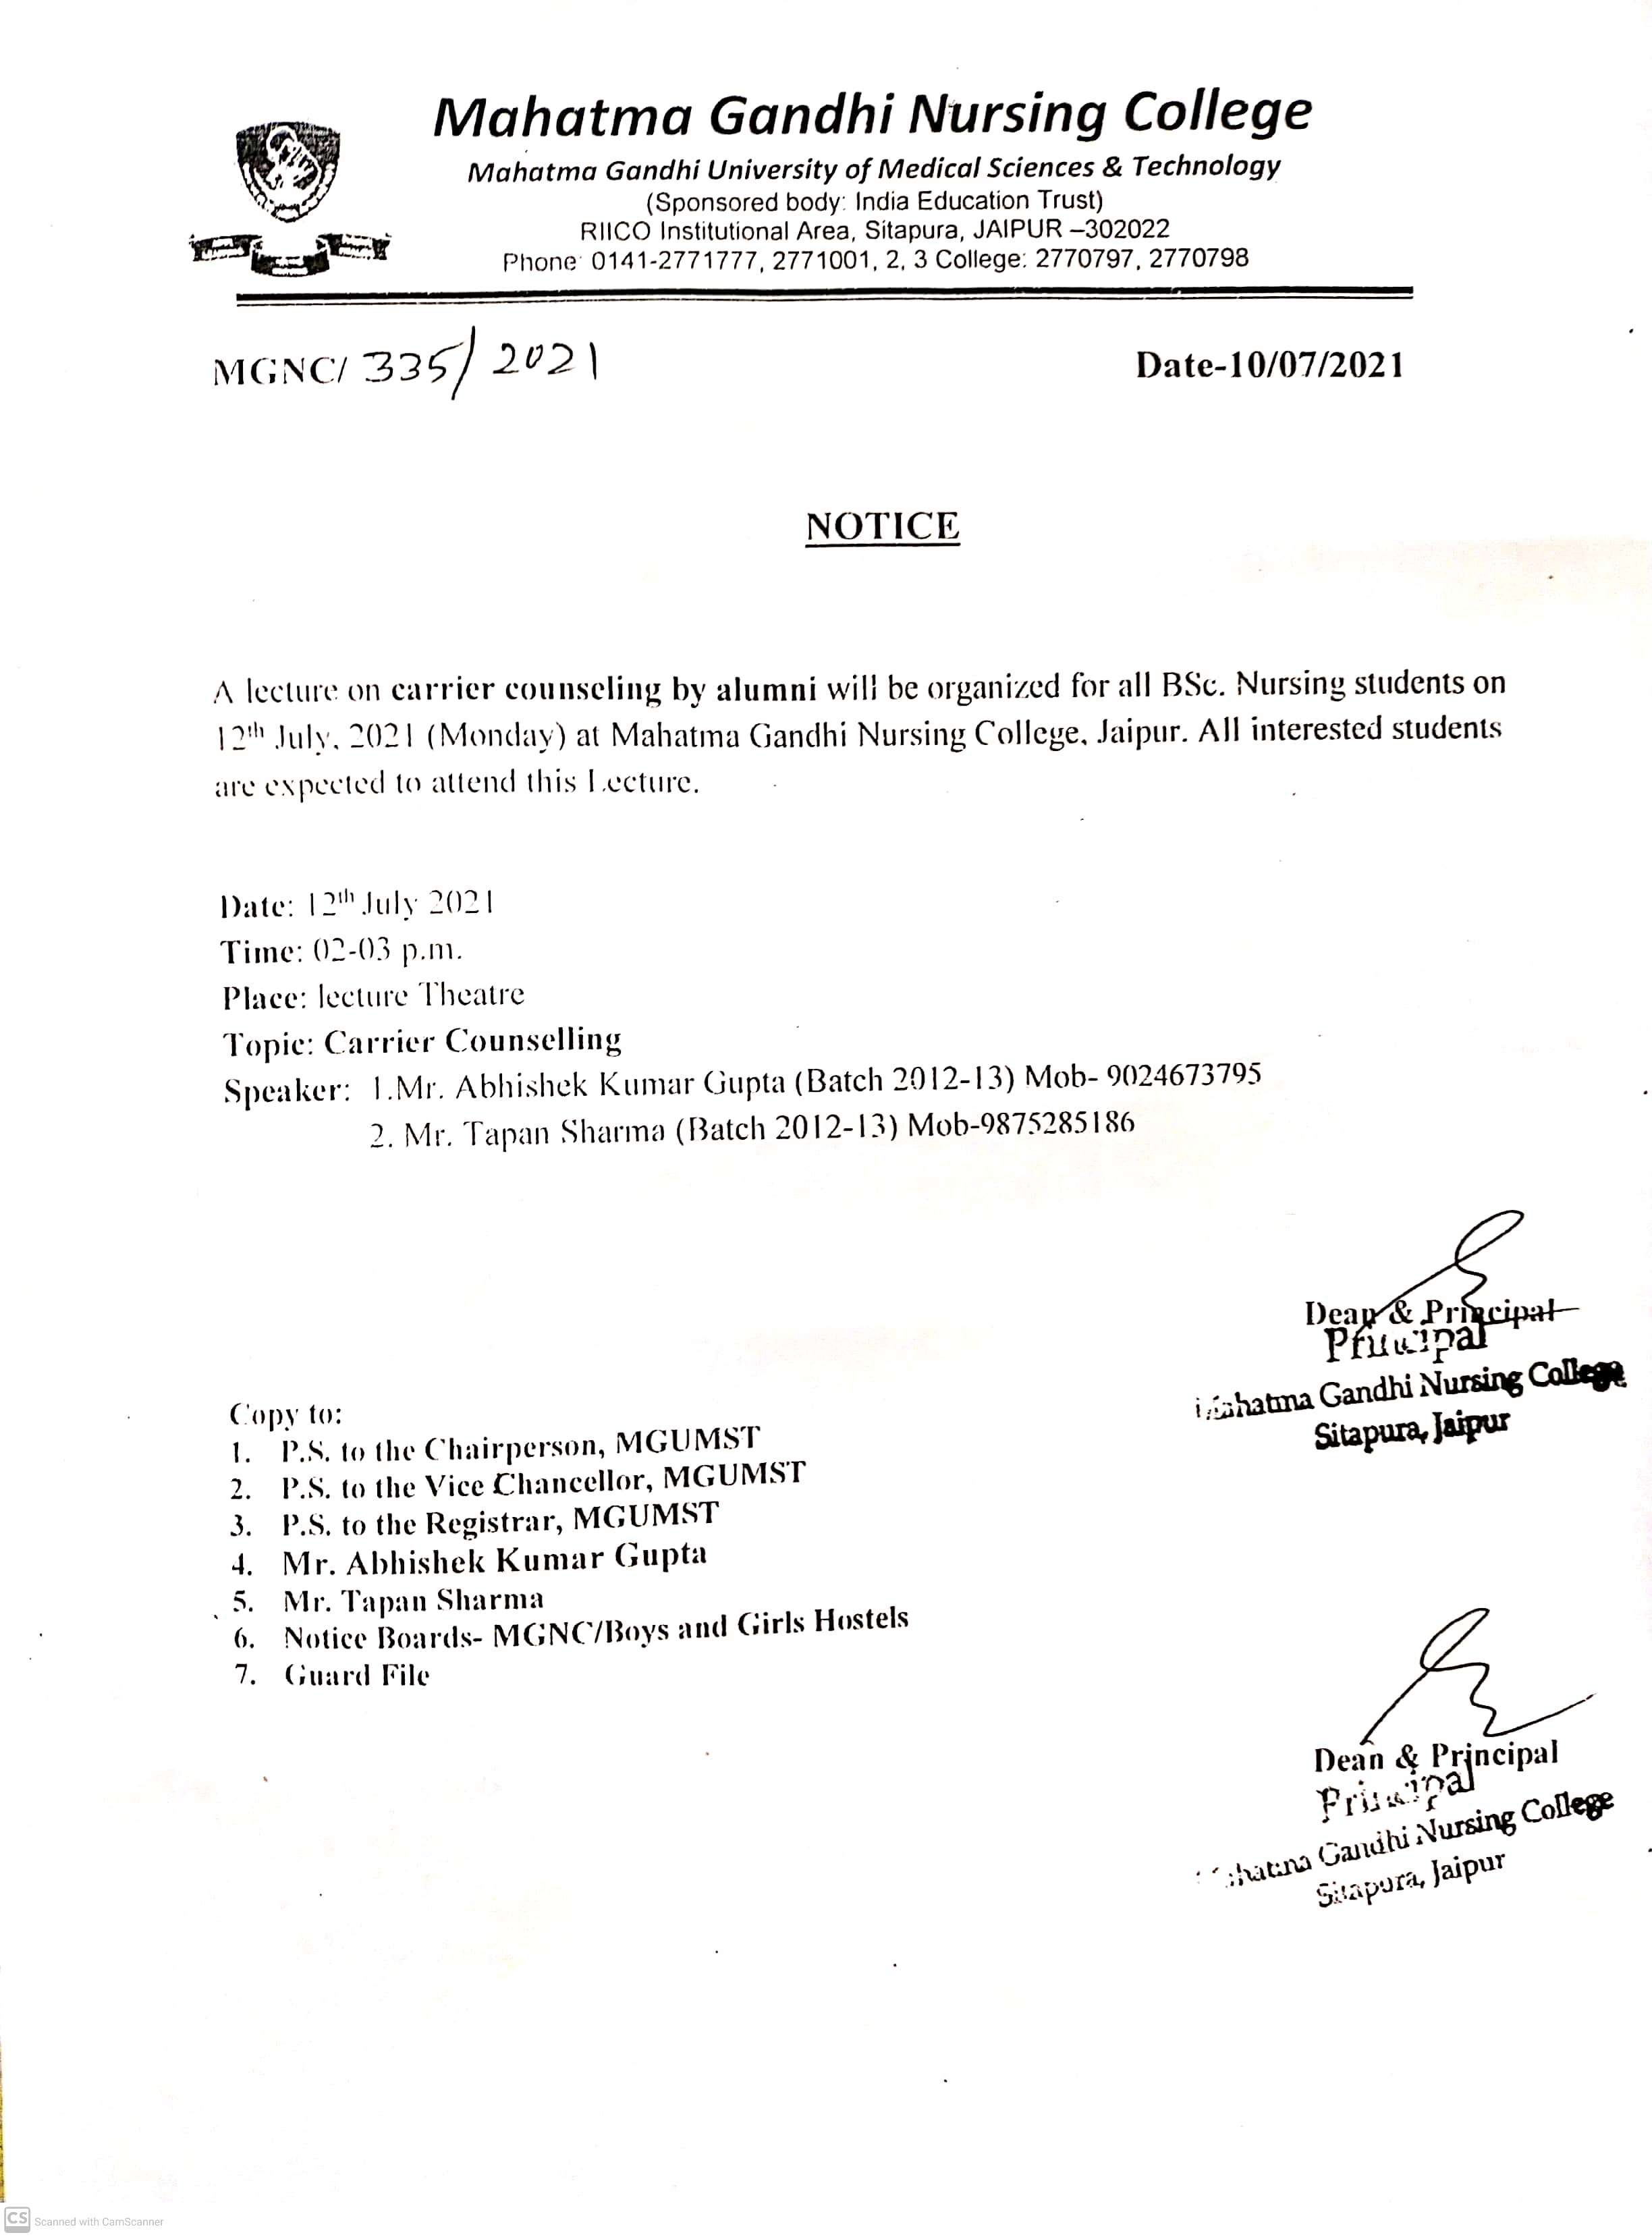 Mahatma Gandhi Nursing College
Mahatma Gandhi University of Medical Sciences & Technology
(Sponsored body: India Education Trust)
RIICO Institutional Area, Sitapura, JAIPUR –302022
Phone: 0141-2771777, 2771001, 2, 3 College: 2770797, 2770798
MGNC/ 335/2021 Date-10/07/2021
NOTICE
A lecture on carrier counseling by alumni will be organized for all BSc. Nursing students on
12th July, 2021 (Monday) at Mahatma Gandhi Nursing College, Jaipur. All interested students
are expected to attend this Lecture.
Date: 12th July 2021
Time: 02-03 p.m.
Place: lecture Theatre
Topic: Carrier Counselling
Speaker: 1.Mr. Abhishek Kumar Gupta (Batch 2012-13) Mob- 9024673795
2. Mr. Tapan Sharma (Batch 2012-13) Mob-9875285186
Dean & Principal
Principal
Mahatma Gandhi Nursing College
Sitapura, Jaipur
Copy to:
1. P.S. to the Chairperson, MGUMST
2. P.S. to the Vice Chancellor, MGUMST
3. P.S. to the Registrar, MGUMST
4. Mr. Abhishek Kumar Gupta
5. Mr. Tapan Sharma
6. Notice Boards- MGNC/Boys and Girls Hostels
7. Guard File
Dean & Principal
Principal
Mahatma Gandhi Nursing College
Sitapura, Jaipur
CS Scanned with CamScanner